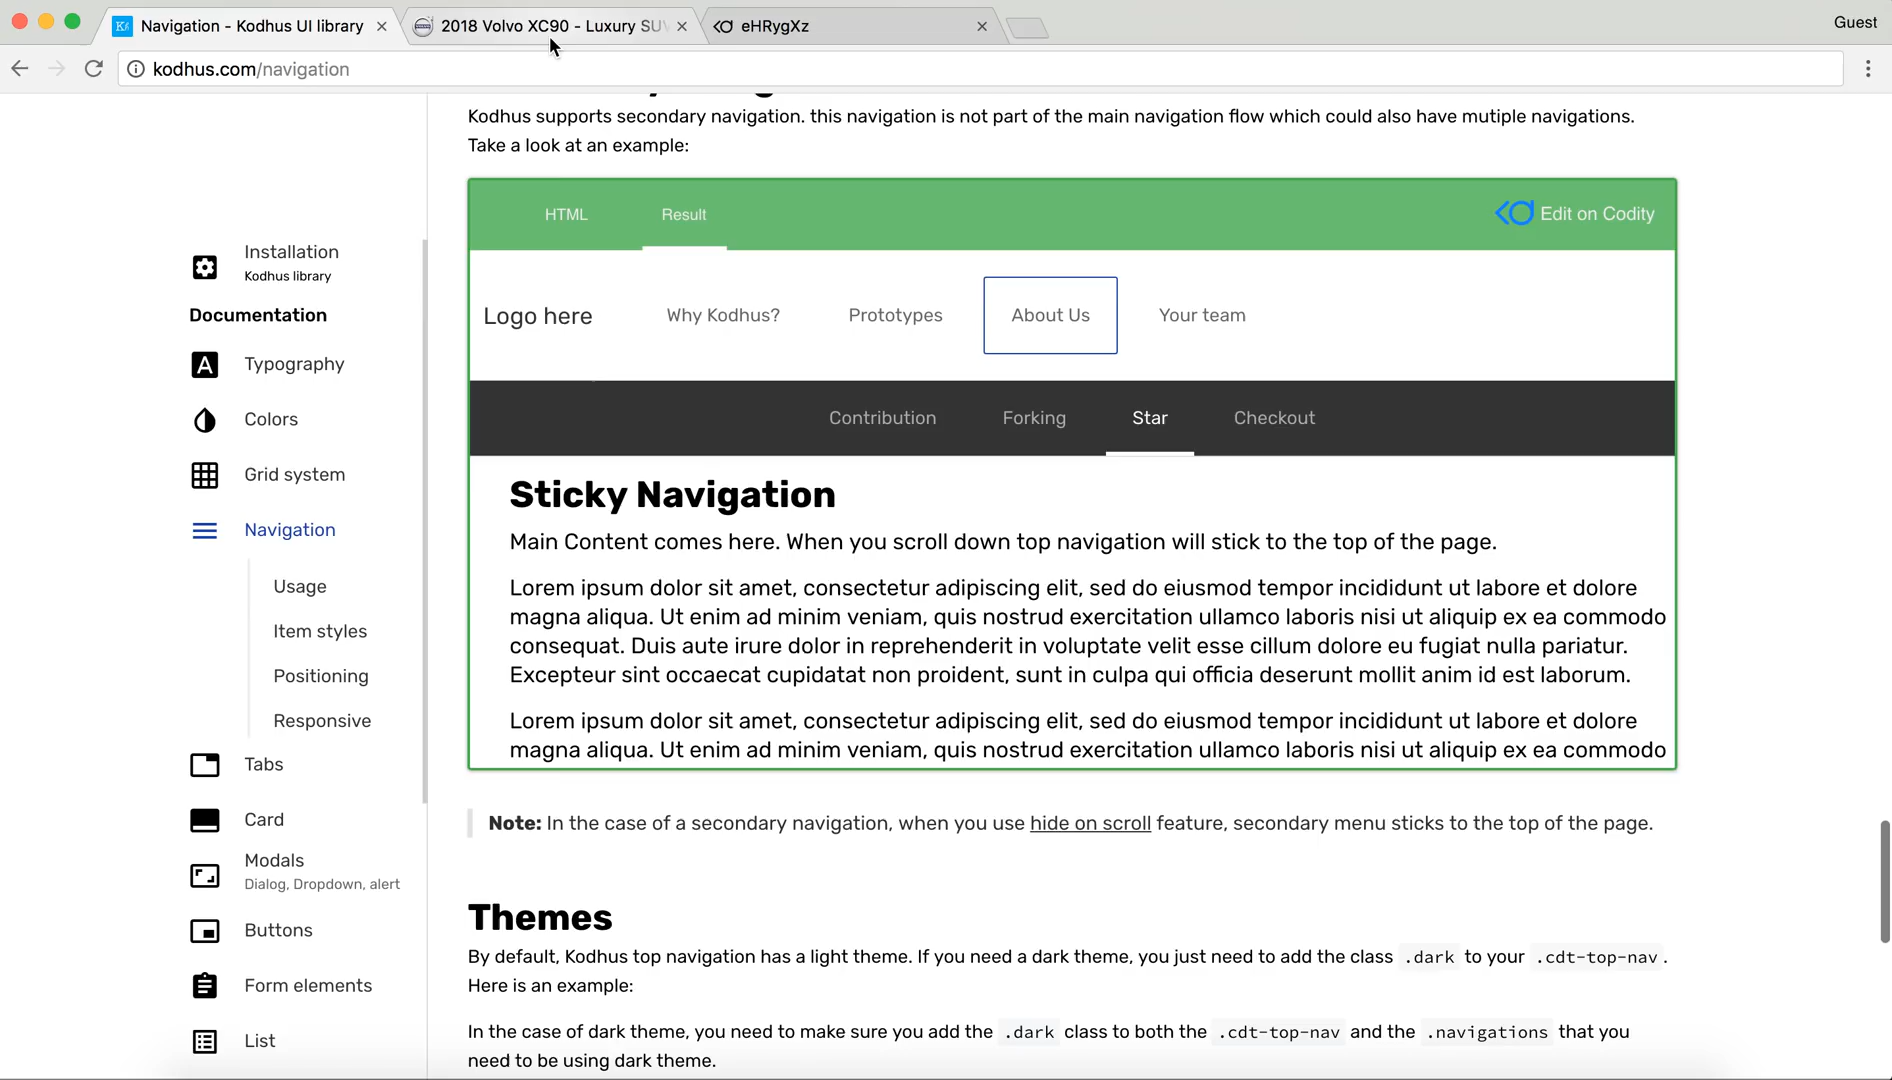 Navigation - Kodhus UI library
2018 Volvo XC90 - Luxury SUV
eHRygXz
Guest
kodhus.com/navigation
Kodhus supports secondary navigation. this navigation is not part of the main navigation flow which could also have mutiple navigations.
Take a look at an example:
HTML
Result
Edit on Codity
Logo here
Why Kodhus?
Prototypes
About Us
Your team
Contribution
Forking
Star
Checkout
Sticky Navigation
Main Content comes here. When you scroll down top navigation will stick to the top of the page.
Lorem ipsum dolor sit amet, consectetur adipiscing elit, sed do eiusmod tempor incididunt ut labore et dolore
magna aliqua. Ut enim ad minim veniam, quis nostrud exercitation ullamco laboris nisi ut aliquip ex ea commodo
consequat. Duis aute irure dolor in reprehenderit in voluptate velit esse cillum dolore eu fugiat nulla pariatur.
Excepteur sint occaecat cupidatat non proident, sunt in culpa qui officia deserunt mollit anim id est laborum.
Lorem ipsum dolor sit amet, consectetur adipiscing elit, sed do eiusmod tempor incididunt ut labore et dolore
magna aliqua. Ut enim ad minim veniam, quis nostrud exercitation ullamco laboris nisi ut aliquip ex ea commodo
Note: In the case of a secondary navigation, when you use hide on scroll feature, secondary menu sticks to the top of the page.
Themes
By default, Kodhus top navigation has a light theme. If you need a dark theme, you just need to add the class .dark to your .cdt-top-nav.
Here is an example:
In the case of dark theme, you need to make sure you add the .dark class to both the .cdt-top-nav and the .navigations that you
need to be using dark theme.
Installation
Kodhus library
Documentation
Typography
Colors
Grid system
Navigation
Usage
Item styles
Positioning
Responsive
Tabs
Card
Modals
Dialog, Dropdown, alert
Buttons
Form elements
List